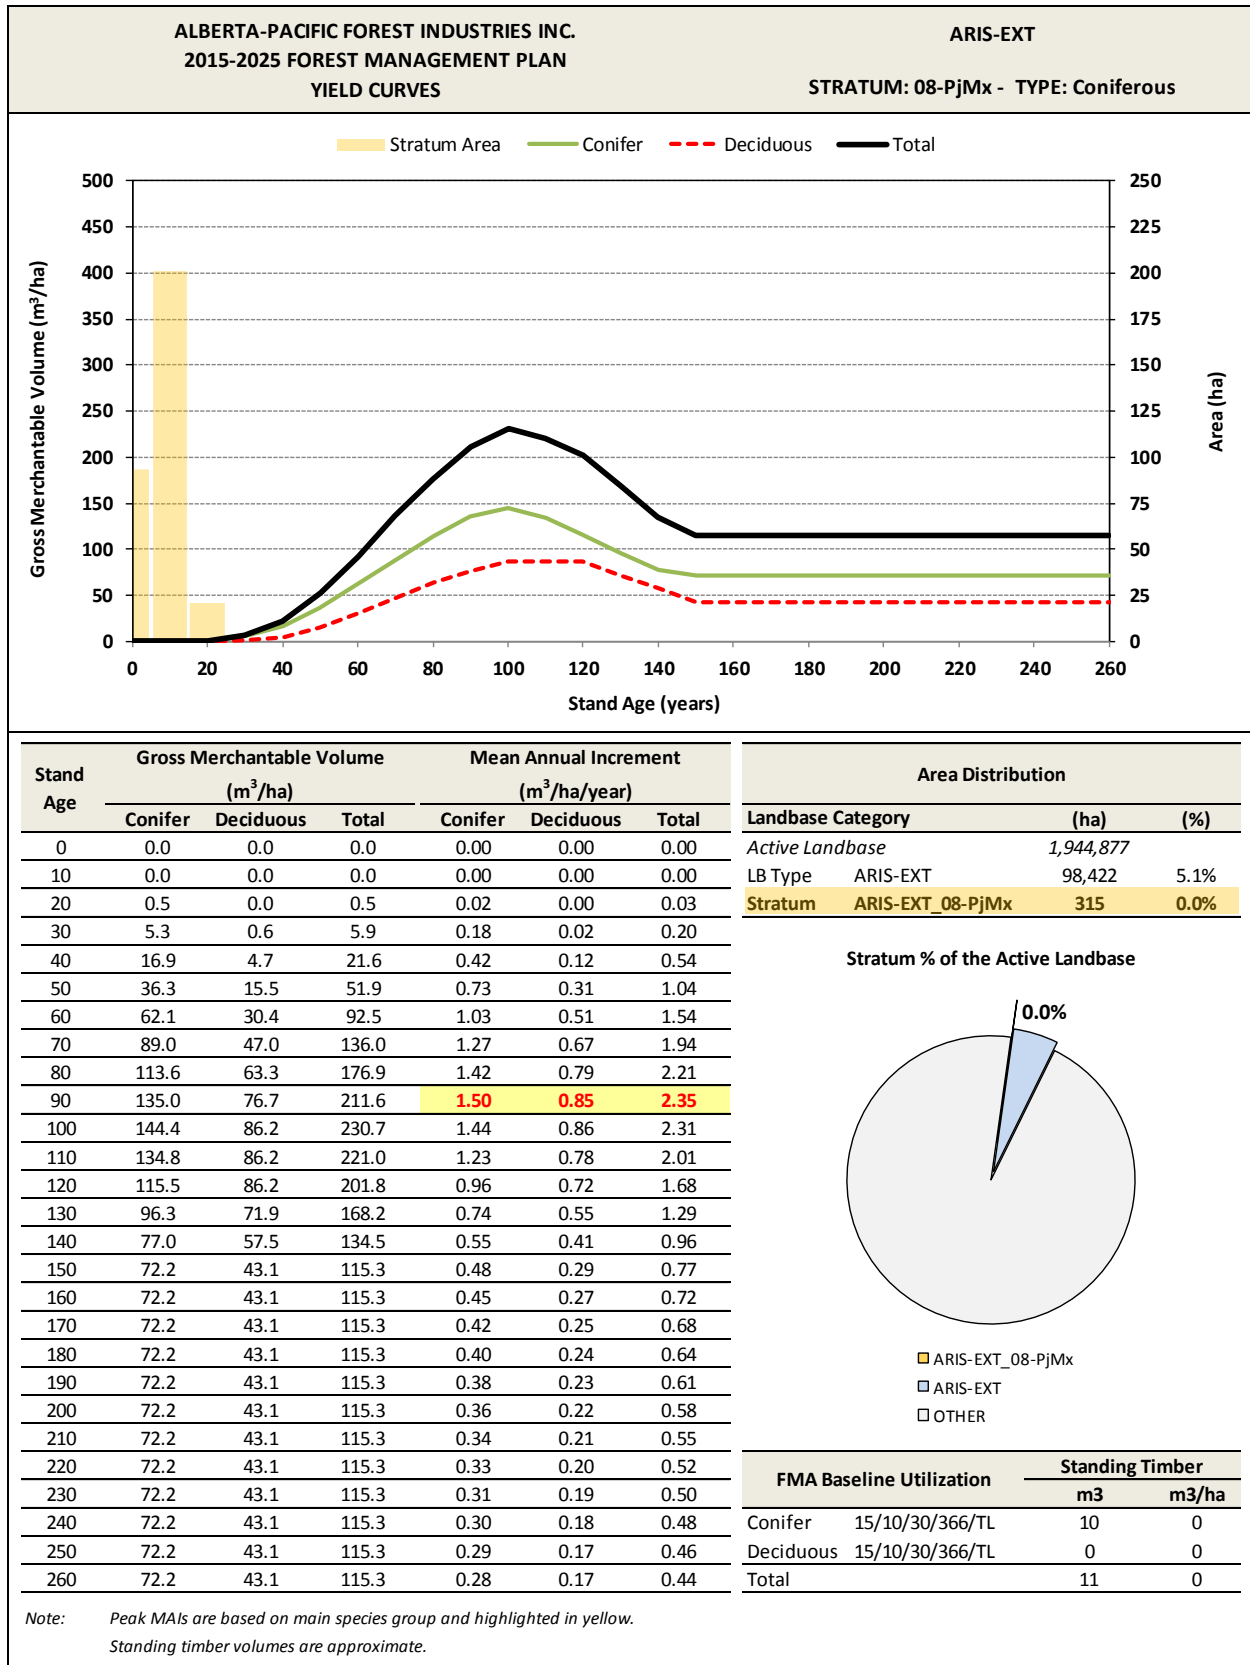 ALBERTA-PACIFIC FOREST INDUSTRIES INC.
2015-2025 FOREST MANAGEMENT PLAN
YIELD CURVES
ARIS-EXT
STRATUM: 08-PjMx - TYPE: Coniferous
Stratum Area Conifer Deciduous Total
Gross Merchantable Volume (m³/ha)
500
450
400
350
300
250
200
150
100
50
0
250
225
200
175
150
125
100
75
50
25
0
Area (ha)
0 20 40 60 80 100 120 140 160 180 200 220 240 260
Stand Age (years)
Stand Age Gross Merchantable Volume (m³/ha) Mean Annual Increment (m³/ha/year)
Conifer Deciduous Total Conifer Deciduous Total
0 0.0 0.0 0.0 0.00 0.00 0.00
10 0.0 0.0 0.0 0.00 0.00 0.00
20 0.5 0.0 0.5 0.02 0.00 0.03
30 5.3 0.6 5.9 0.18 0.02 0.20
40 16.9 4.7 21.6 0.42 0.12 0.54
50 36.3 15.5 51.9 0.73 0.31 1.04
60 62.1 30.4 92.5 1.03 0.51 1.54
70 89.0 47.0 136.0 1.27 0.67 1.94
80 113.6 63.3 176.9 1.42 0.79 2.21
90 135.0 76.7 211.6 1.50 0.85 2.35
100 144.4 86.2 230.7 1.44 0.86 2.31
110 134.8 86.2 221.0 1.23 0.78 2.01
120 115.5 86.2 201.8 0.96 0.72 1.68
130 96.3 71.9 168.2 0.74 0.55 1.29
140 77.0 57.5 134.5 0.55 0.41 0.96
150 72.2 43.1 115.3 0.48 0.29 0.77
160 72.2 43.1 115.3 0.45 0.27 0.72
170 72.2 43.1 115.3 0.42 0.25 0.68
180 72.2 43.1 115.3 0.40 0.24 0.64
190 72.2 43.1 115.3 0.38 0.23 0.61
200 72.2 43.1 115.3 0.36 0.22 0.58
210 72.2 43.1 115.3 0.34 0.21 0.55
220 72.2 43.1 115.3 0.33 0.20 0.52
230 72.2 43.1 115.3 0.31 0.19 0.50
240 72.2 43.1 115.3 0.30 0.18 0.48
250 72.2 43.1 115.3 0.29 0.17 0.46
260 72.2 43.1 115.3 0.28 0.17 0.44
Area Distribution
Landbase Category (ha) (%)
Active Landbase 1,944,877
LB Type ARIS-EXT 98,422 5.1%
Stratum ARIS-EXT_08-PjMx 315 0.0%
Stratum % of the Active Landbase
0.0%
ARIS-EXT_08-PjMx
ARIS-EXT
OTHER
FMA Baseline Utilization Standing Timber
m3 m3/ha
Conifer 15/10/30/366/TL 10 0
Deciduous 15/10/30/366/TL 0 0
Total 11 0
Note: Peak MAIs are based on main species group and highlighted in yellow.
Standing timber volumes are approximate.